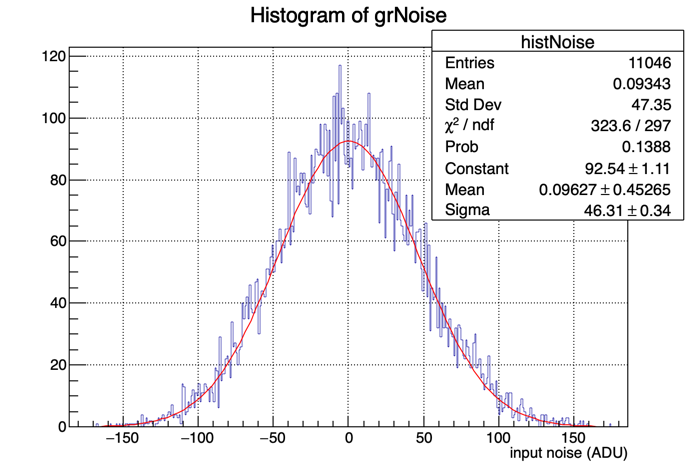 Histogram of grNoise
histNoise
Entries 11046
Mean 0.09343
Std Dev 47.35
χ² / ndf 323.6 / 297
Prob 0.1388
Constant 92.54 ± 1.11
Mean 0.09627 ± 0.45265
Sigma 46.31 ± 0.34
120
100
80
60
40
20
0
−150 −100 −50 0 50 100 150
input noise (ADU)